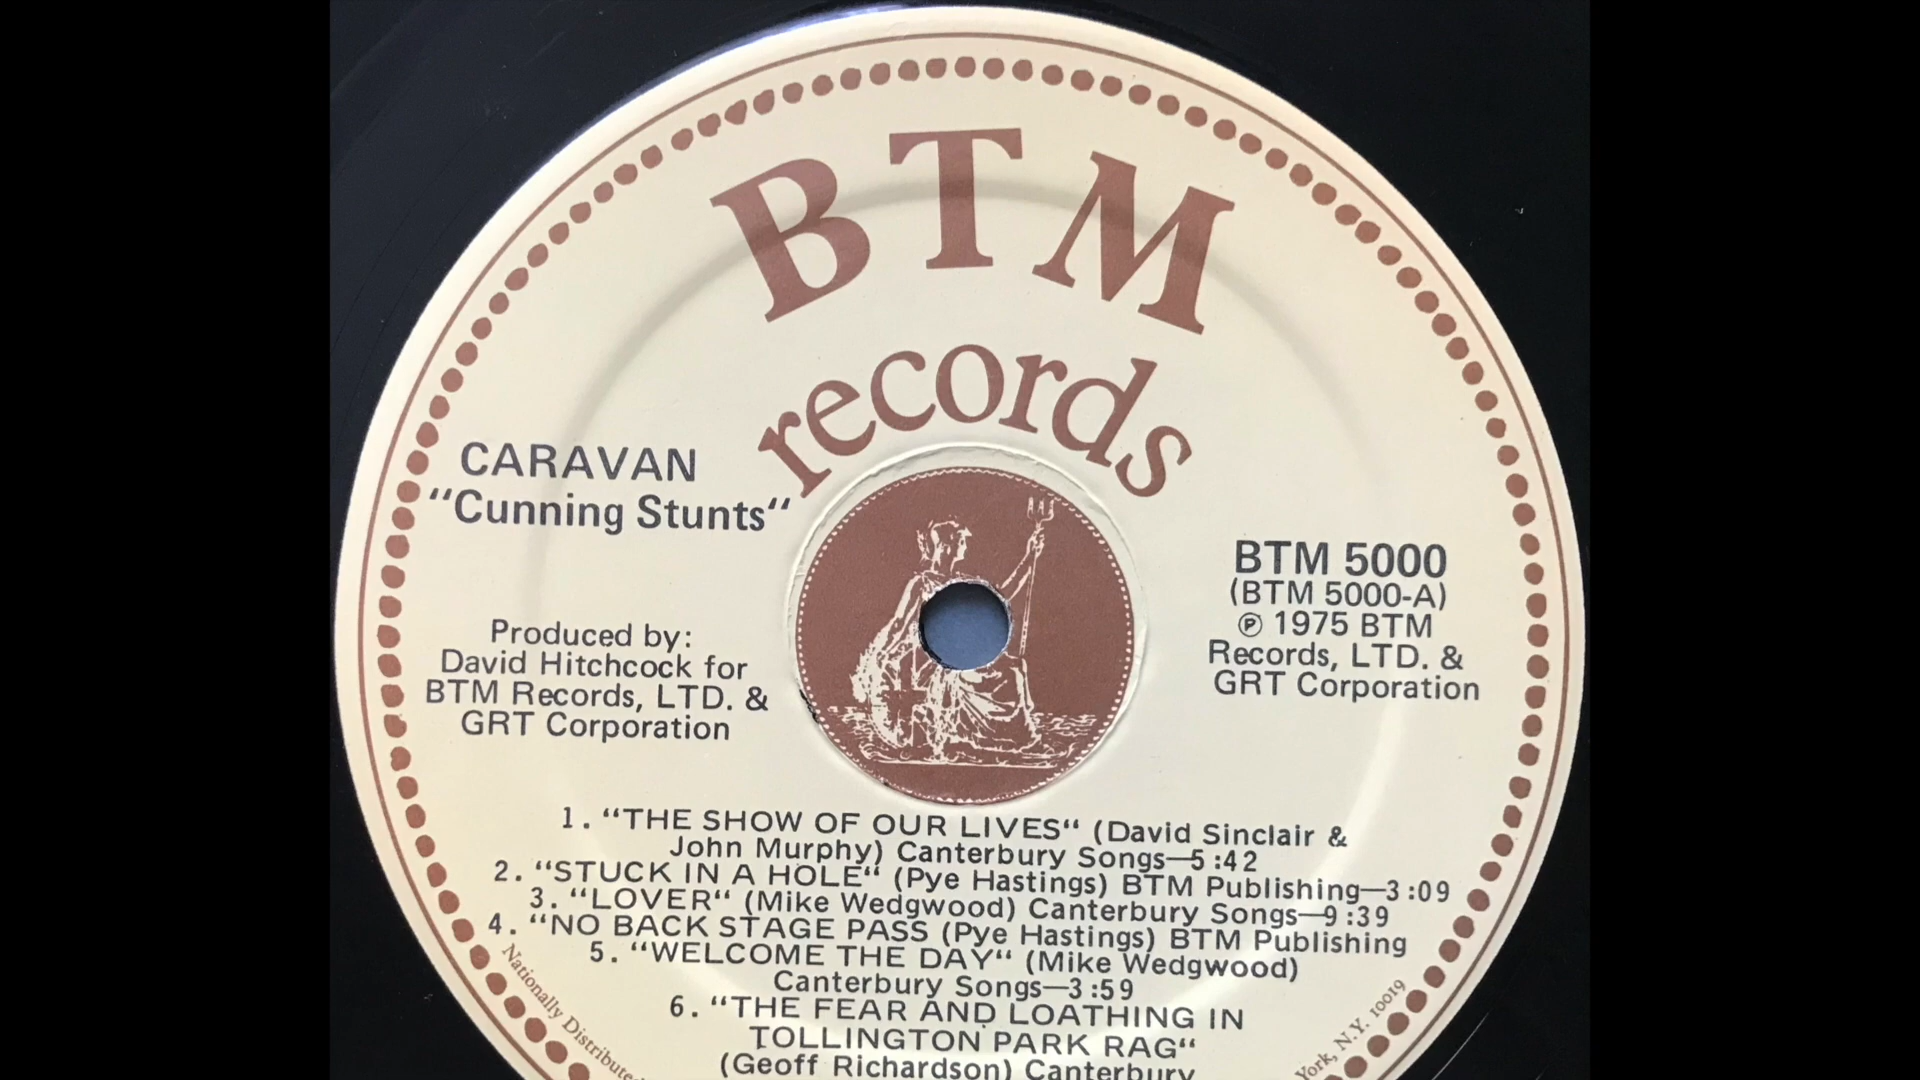 BTM
records
CARAVAN
“Cunning Stunts“
BTM 5000
(BTM 5000-A)
℗ 1975 BTM
Records, LTD. &
GRT Corporation
Produced by:
David Hitchcock for
BTM Records, LTD. &
GRT Corporation
1. “THE SHOW OF OUR LIVES“ (David Sinclair &
John Murphy) Canterbury Songs—5:42
2. “STUCK IN A HOLE“ (Pye Hastings) BTM Publishing—3:09
3. “LOVER“ (Mike Wedgwood) Canterbury Songs—9:39
4. “NO BACK STAGE PASS (Pye Hastings) BTM Publishing
5. “WELCOME THE DAY“ (Mike Wedgwood)
Canterbury Songs—3:59
6. “THE FEAR AND LOATHING IN
TOLLINGTON PARK RAG“
(Geoff Richardson) Canterbury
Nationally Distributed
York, N.Y. 10019